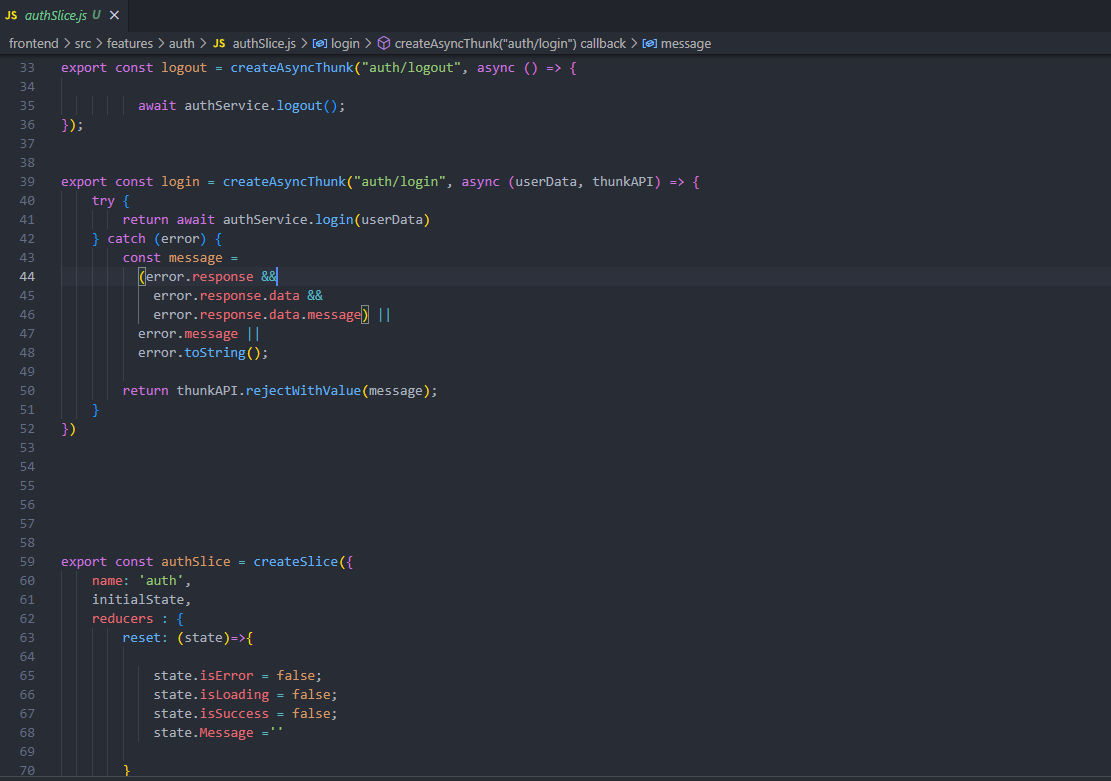 JS authSlice.js U ×
frontend > src > features > auth > JS authSlice.js > login > createAsyncThunk("auth/login") callback > message
33 export const logout = createAsyncThunk("auth/logout", async () => {
34
35 await authService.logout();
36 });
37
38
39 export const login = createAsyncThunk("auth/login", async (userData, thunkAPI) => {
40 try {
41 return await authService.login(userData)
42 } catch (error) {
43 const message =
44 (error.response &&
45 error.response.data &&
46 error.response.data.message) ||
47 error.message ||
48 error.toString();
49
50 return thunkAPI.rejectWithValue(message);
51 }
52 })
53
54
55
56
57
58
59 export const authSlice = createSlice({
60 name: 'auth',
61 initialState,
62 reducers : {
63 reset: (state)=>{
64
65 state.isError = false;
66 state.isLoading = false;
67 state.isSuccess = false;
68 state.Message =''
69
70 }